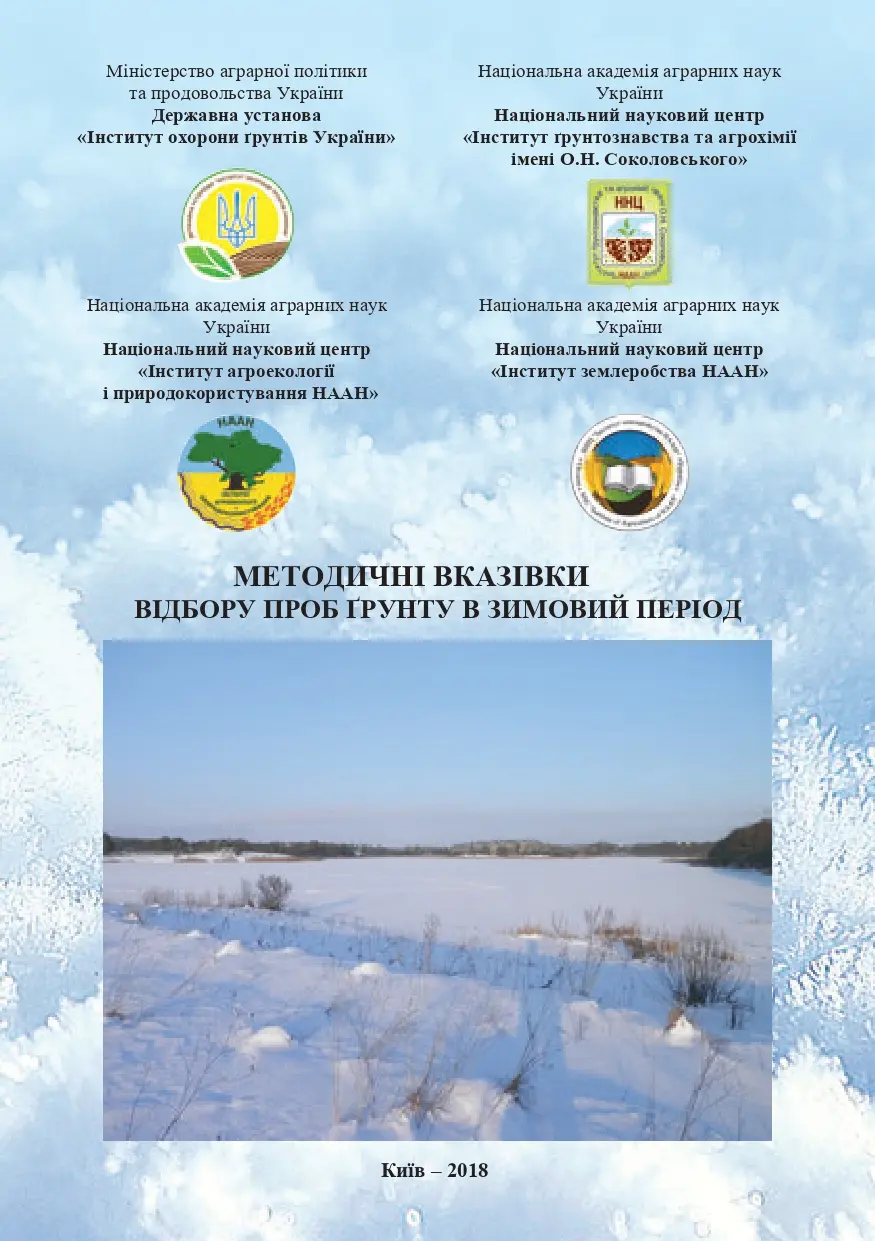 Міністерство аграрної політики
та продовольства України
Державна установа
«Інститут охорони ґрунтів України»
Національна академія аграрних наук
України
Національний науковий центр
«Інститут ґрунтознавства та агрохімії
імені О.Н. Соколовського»
ННЦ
НААН
Національна академія аграрних наук
України
Національний науковий центр
«Інститут агроекології
і природокористування НААН»
НААН
Національна академія аграрних наук
України
Національний науковий центр
«Інститут землеробства НААН»
МЕТОДИЧНІ ВКАЗІВКИ
ВІДБОРУ ПРОБ ҐРУНТУ В ЗИМОВИЙ ПЕРІОД
Київ – 2018